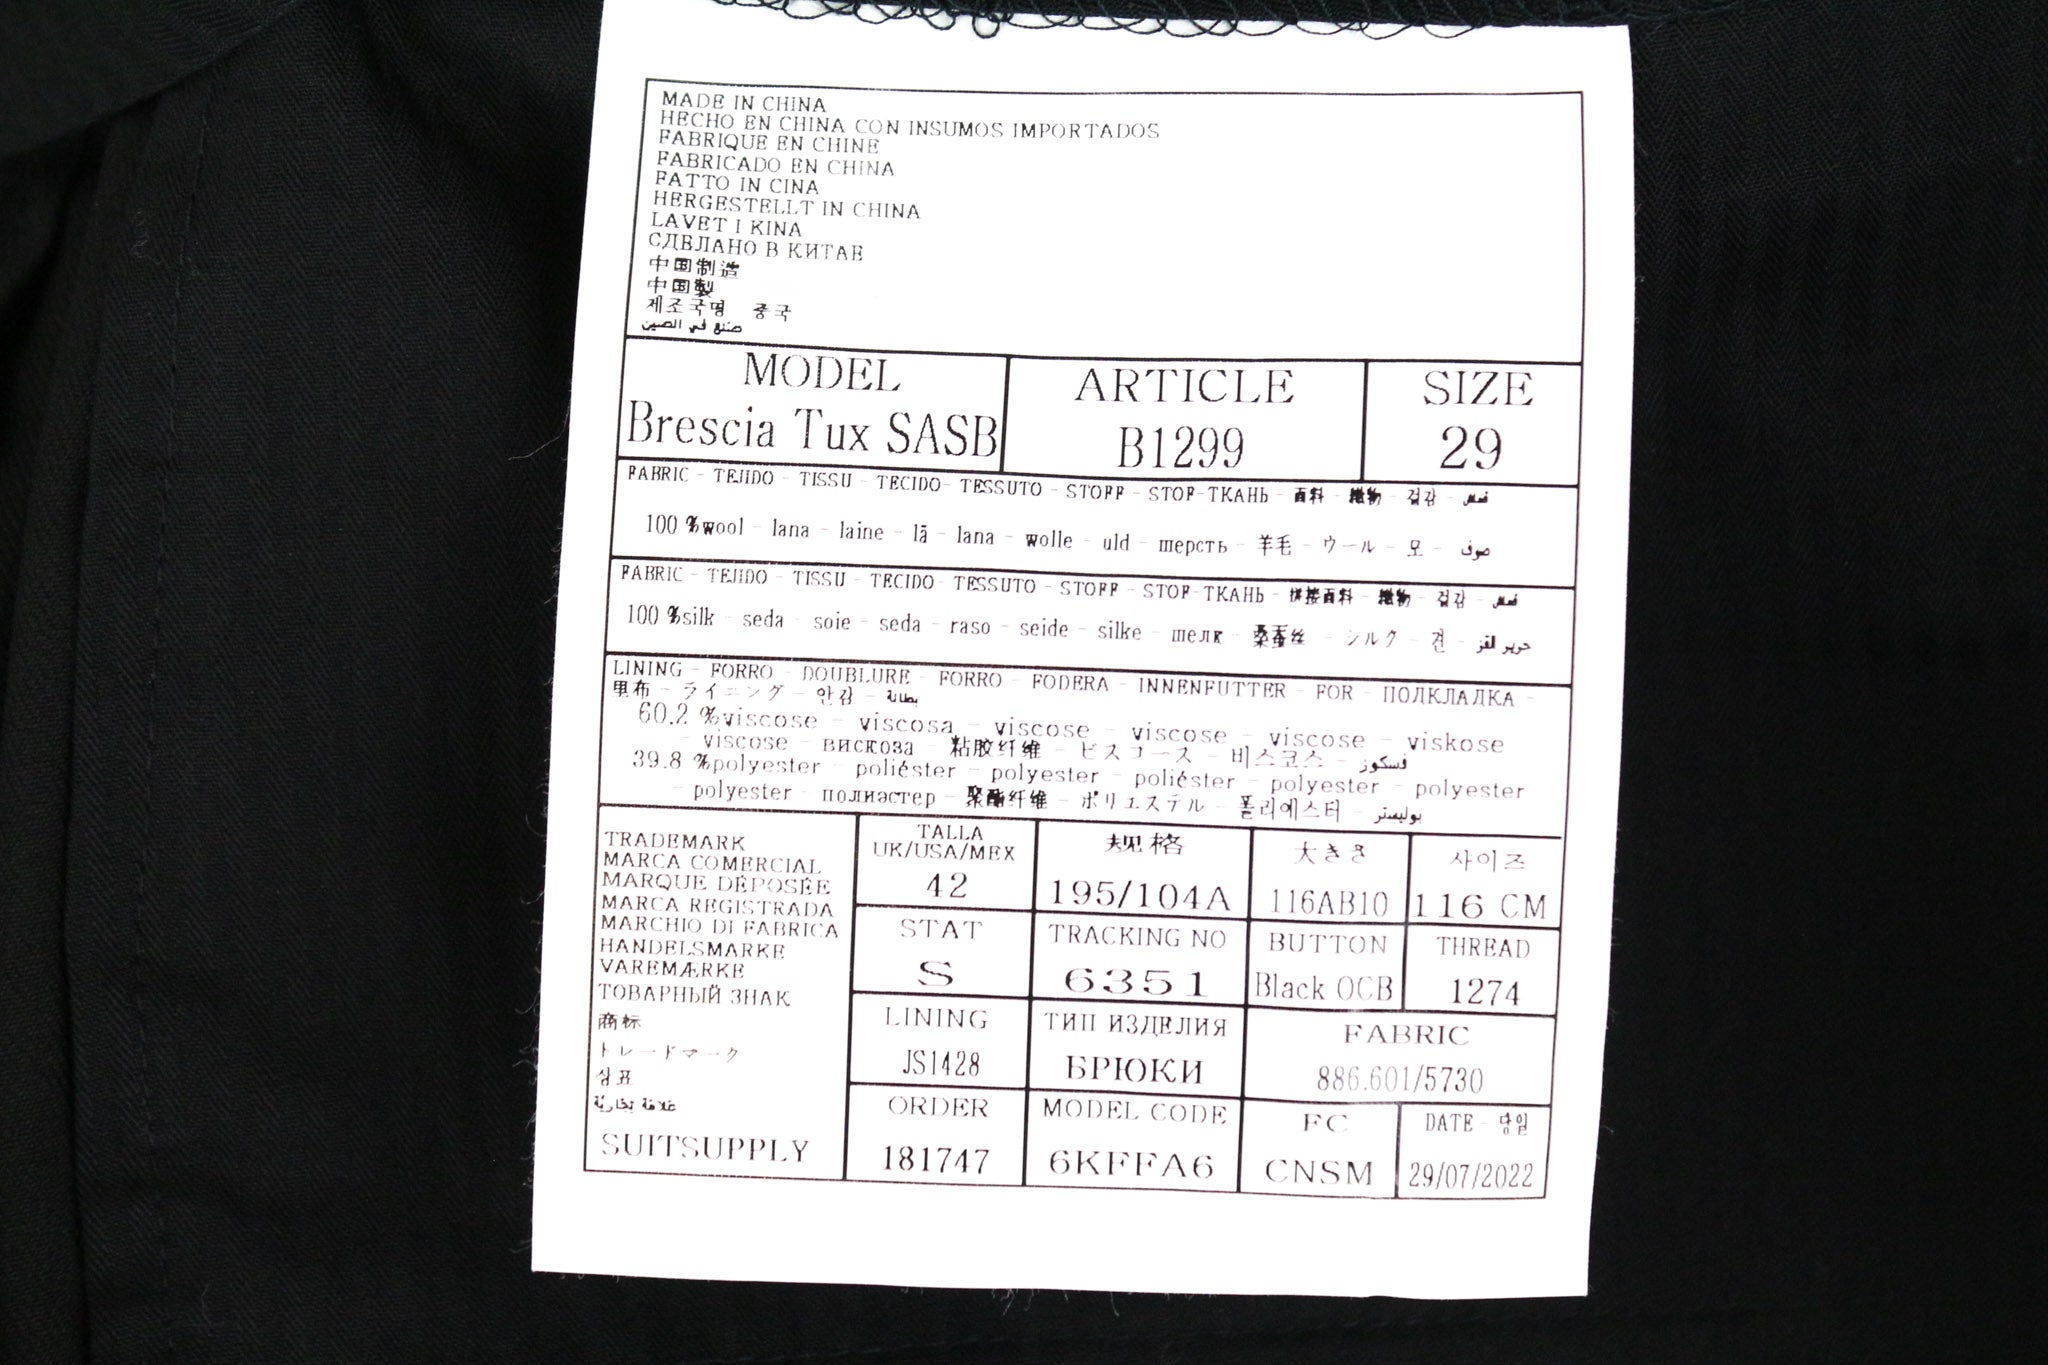 MADE IN CHINA
HECHO EN CHINA CON INSUMOS IMPORTADOS
FABRIQUE EN CHINE
FABRICADO EN CHINA
FATTO IN CINA
HERGESTELLT IN CHINA
LAVET I KINA
СДЕЛАНО В КИТАЕ
中国制造
中国製
제조국명 중국
صنع في الصين
MODEL
Brescia Tux SASB
ARTICLE
B1299
SIZE
29
FABRIC - TEJIDO - TISSU - TECIDO - TESSUTO - STOFF - STOF - ТКАНЬ - 面料 - 織物 - 겉감 - قماش
100 %wool - lana - laine - lã - lana - wolle - uld - шерсть - 羊毛 - ウール - 모 - صوف
FABRIC - TEJIDO - TISSU - TECIDO - TESSUTO - STOFF - STOF - ТКАНЬ - 拼接面料 - 織物 - 겉감 - قماش
100 %silk - seda - soie - seda - raso - seide - silke - шелк - 桑蚕丝 - シルク - 견 - حرير القز
LINING - FORRO - DOUBLURE - FORRO - FODERA - INNENFUTTER - FOR - ПОДКЛАДКА -
里布 - ライニング - 안감 - بطانة
60.2 %viscose - viscosa - viscose - viscose - viscose - viskose
- viscose - вискоза - 粘胶纤维 - ビスコース - 비스코스 - فسكوز
39.8 %polyester - poliéster - polyester - poliéster - polyester - polyester
- polyester - полиэстер - 聚酯纤维 - ポリエステル - 폴리에스터 - بوليستر
TRADEMARK
MARCA COMERCIAL
MARQUE DÉPOSÉE
MARCA REGISTRADA
MARCHIO DI FABRICA
HANDELSMARKE
VAREMÆRKE
ТОВАРНЫЙ ЗНАК
商标
トレードマーク
상표
علامة تجارية
SUITSUPPLY
TALLA
UK/USA/MEX
42
规格
195/104A
大きさ
116AB10
사이즈
116 CM
STAT
S
TRACKING NO
6351
BUTTON
Black OCB
THREAD
1274
LINING
JS1428
ТИП ИЗДЕЛИЯ
БРЮКИ
FABRIC
886.601/5730
ORDER
181747
MODEL CODE
6KFFA6
FC
CNSM
DATE -
29/07/2022